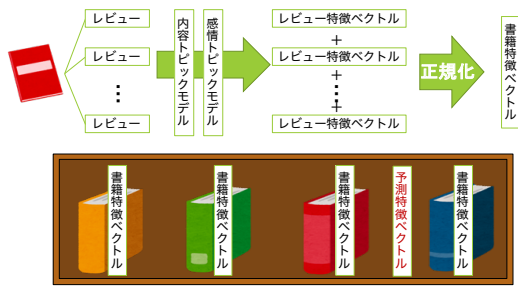 レビュー
レビュー
⋮
レビュー
内容トピックモデル
感情トピックモデル
レビュー特徴ベクトル
+
レビュー特徴ベクトル
+
⋮
+
レビュー特徴ベクトル
正規化
書籍特徴ベクトル
書籍特徴ベクトル
書籍特徴ベクトル
書籍特徴ベクトル
予測特徴ベクトル
書籍特徴ベクトル